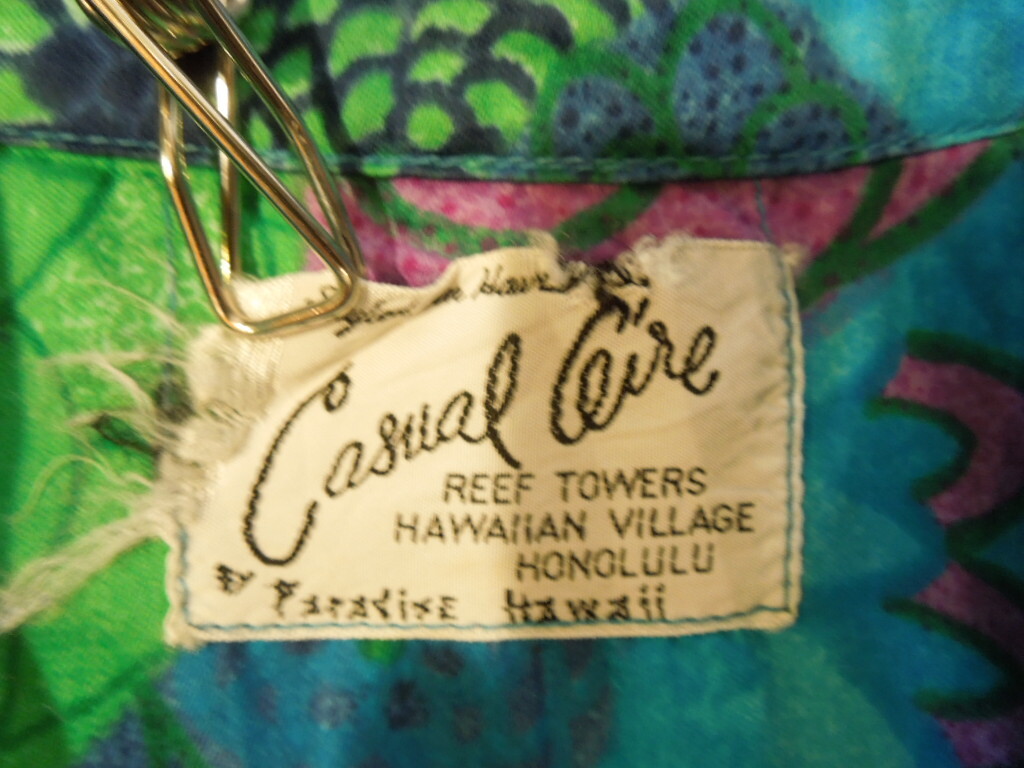 Casual Aire
REEF TOWERS
HAWAIIAN VILLAGE
HONOLULU
Paradise Hawaii